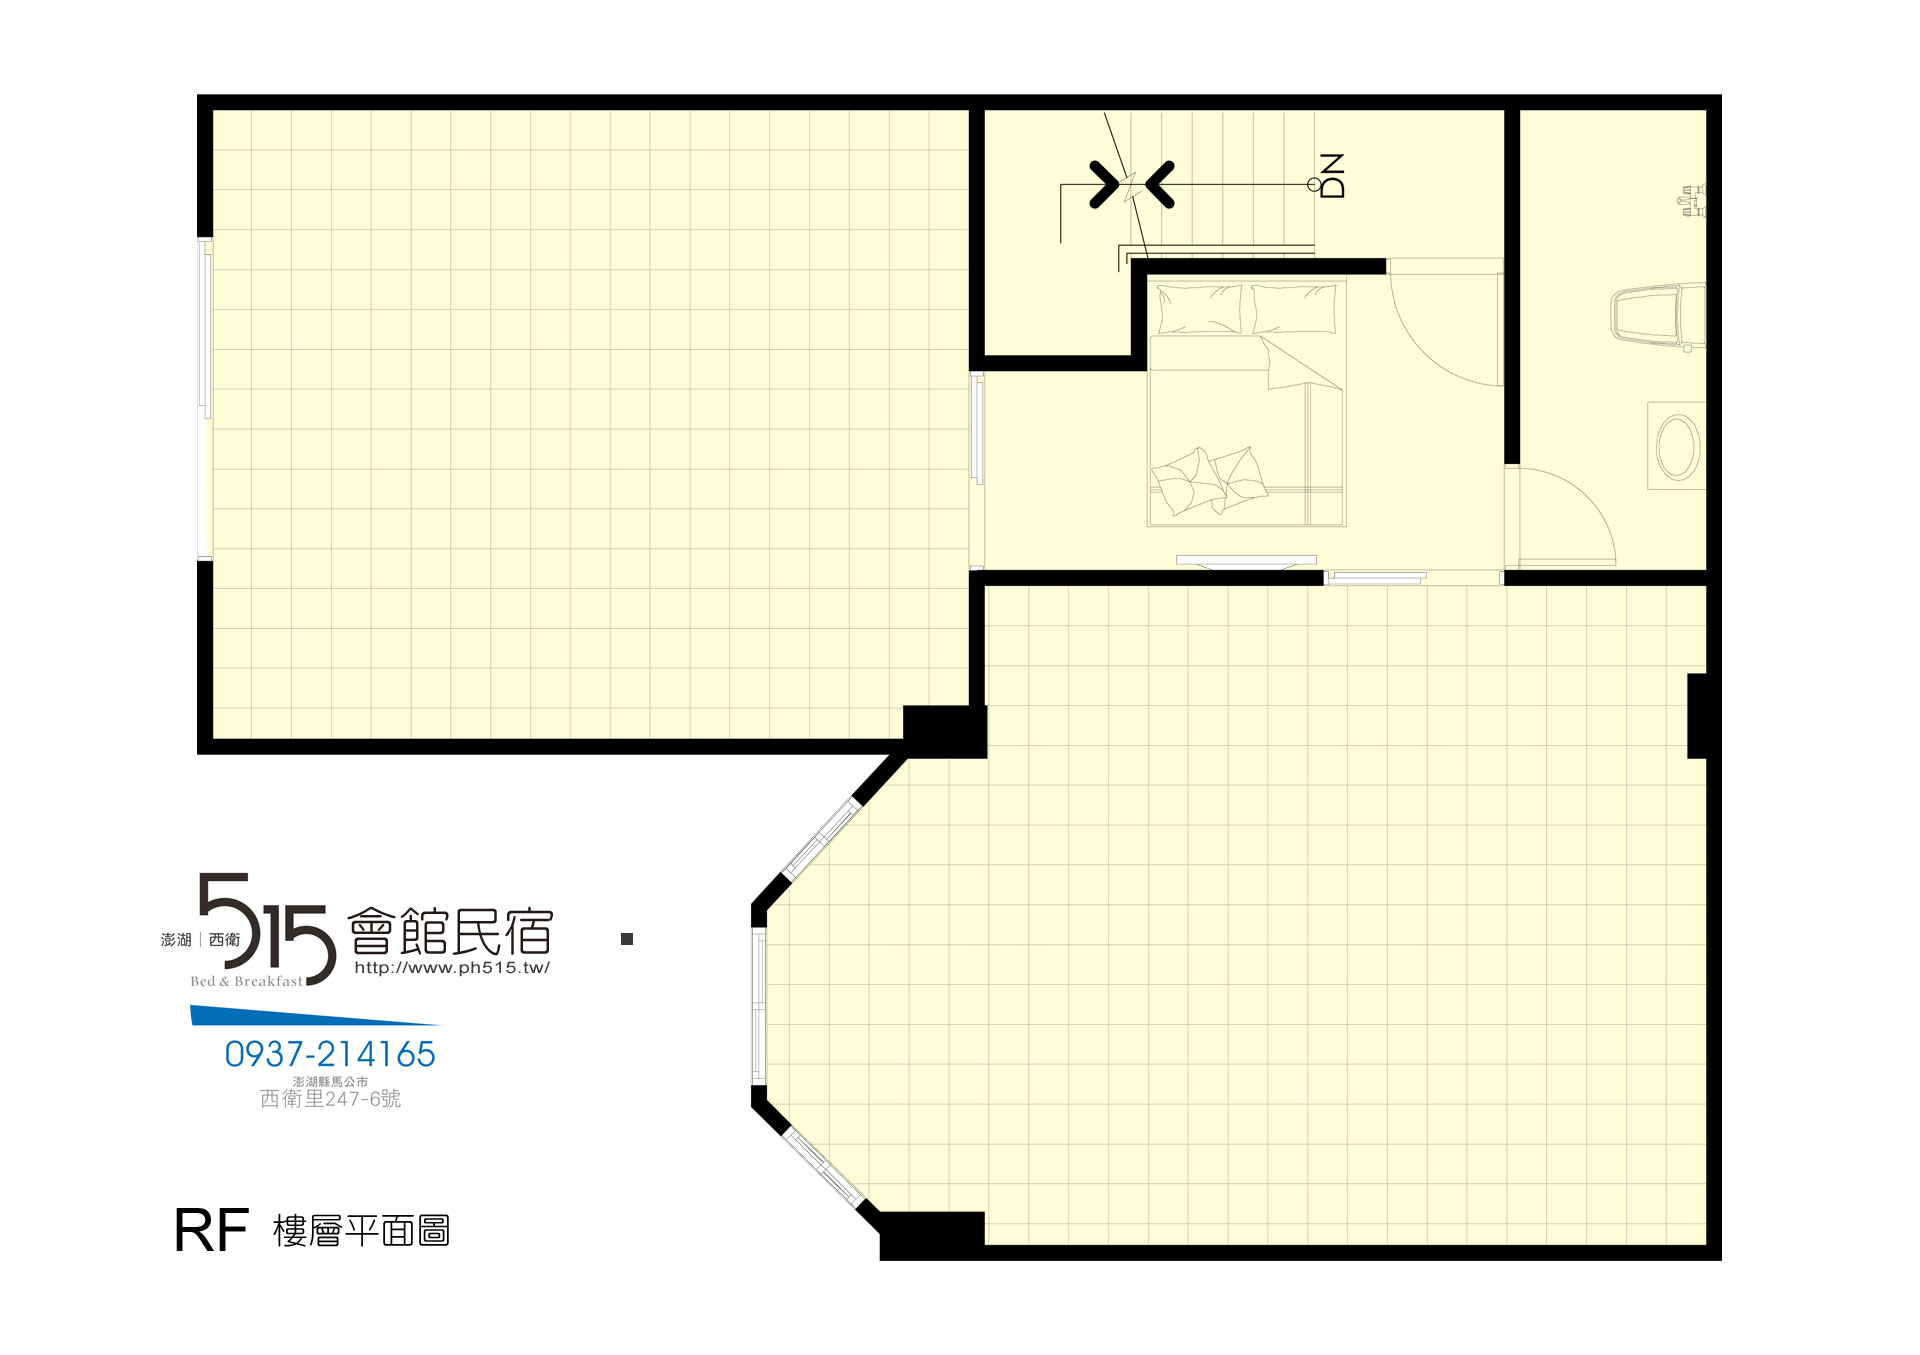 DN
515
澎湖｜西衛
會館民宿
Bed & Breakfast
http://www.ph515.tw/
0937-214165
澎湖縣馬公市
西衛里247-6號
RF 樓層平面圖